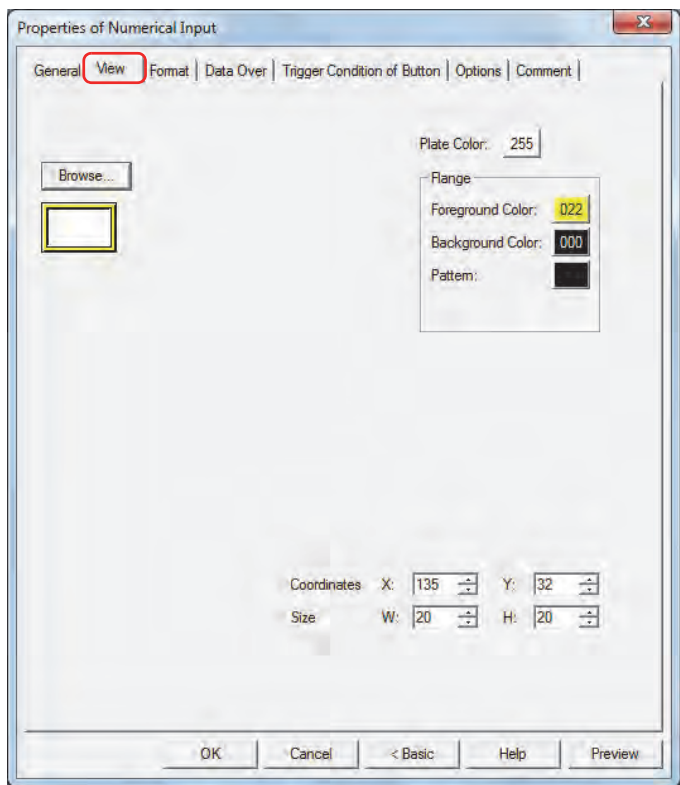 Properties of Numerical Input
General View Format Data Over Trigger Condition of Button Options Comment
Plate Color: 255
Browse...
Flange
Foreground Color: 022
Background Color: 000
Pattern:
Coordinates X: 135 Y: 32
Size W: 20 H: 20
OK Cancel < Basic Help Preview